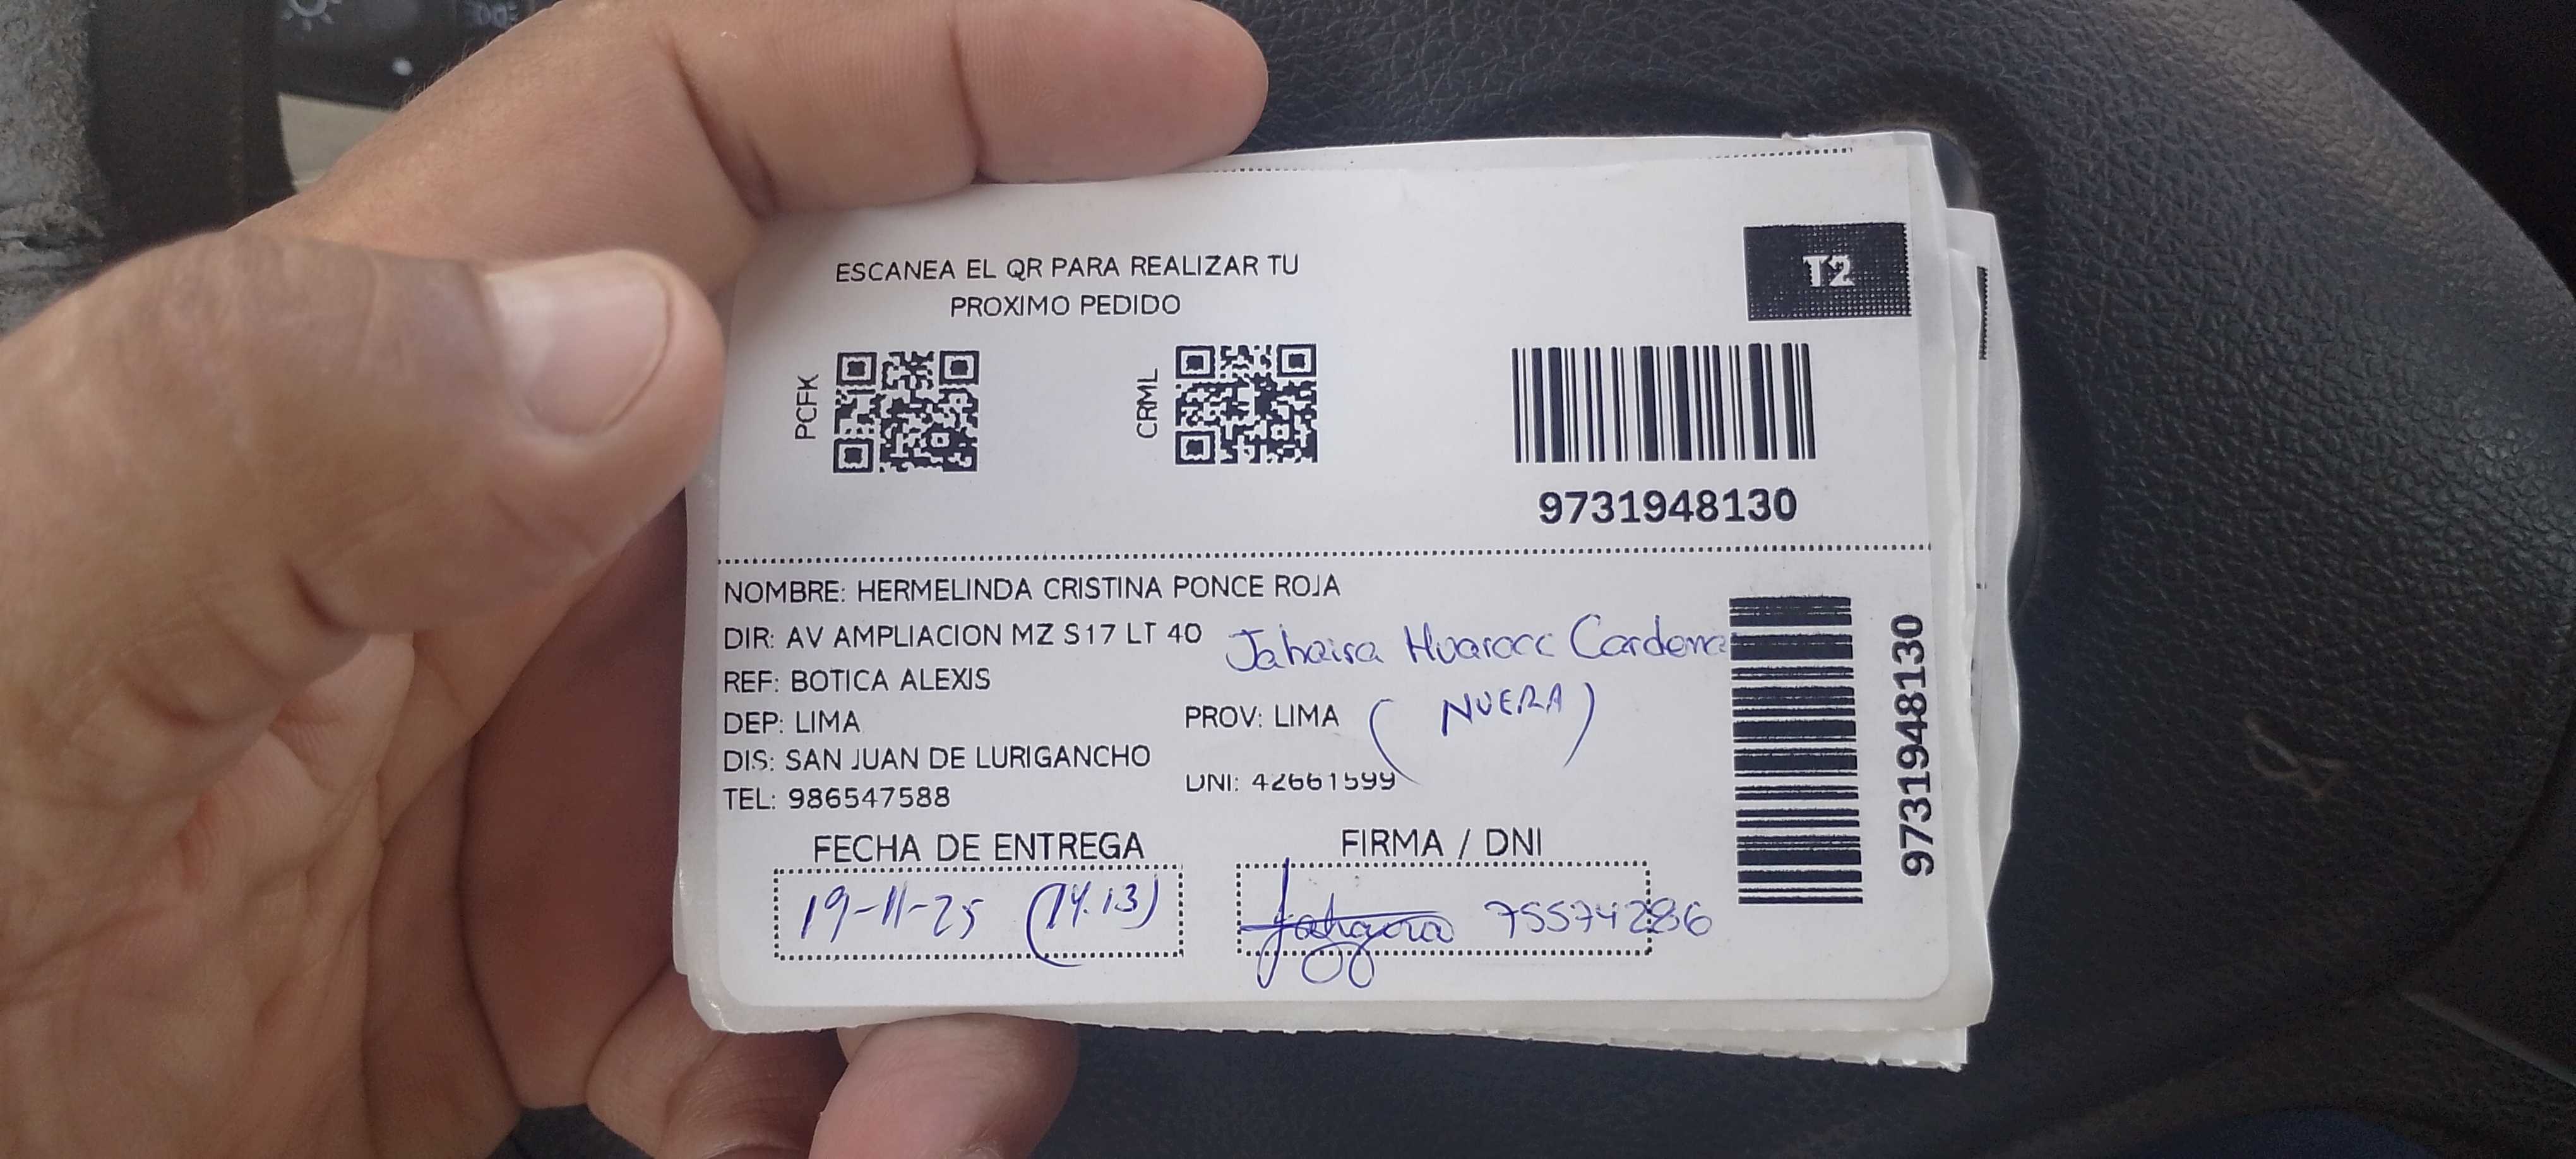 T2
ESCANEA EL QR PARA REALIZAR TU
PROXIMO PEDIDO
PCFK
CRML
9731948130
NOMBRE: HERMELINDA CRISTINA PONCE ROJA
DIR: AV AMPLIACION MZ S17 LT 40
Jahaira Huarocc Cardenas
REF: BOTICA ALEXIS
DEP: LIMA PROV: LIMA (NUERA)
DIS: SAN JUAN DE LURIGANCHO
DNI: 42661599
TEL: 986547588
9731948130
FECHA DE ENTREGA FIRMA / DNI
19-11-25 (14.13) 75574286